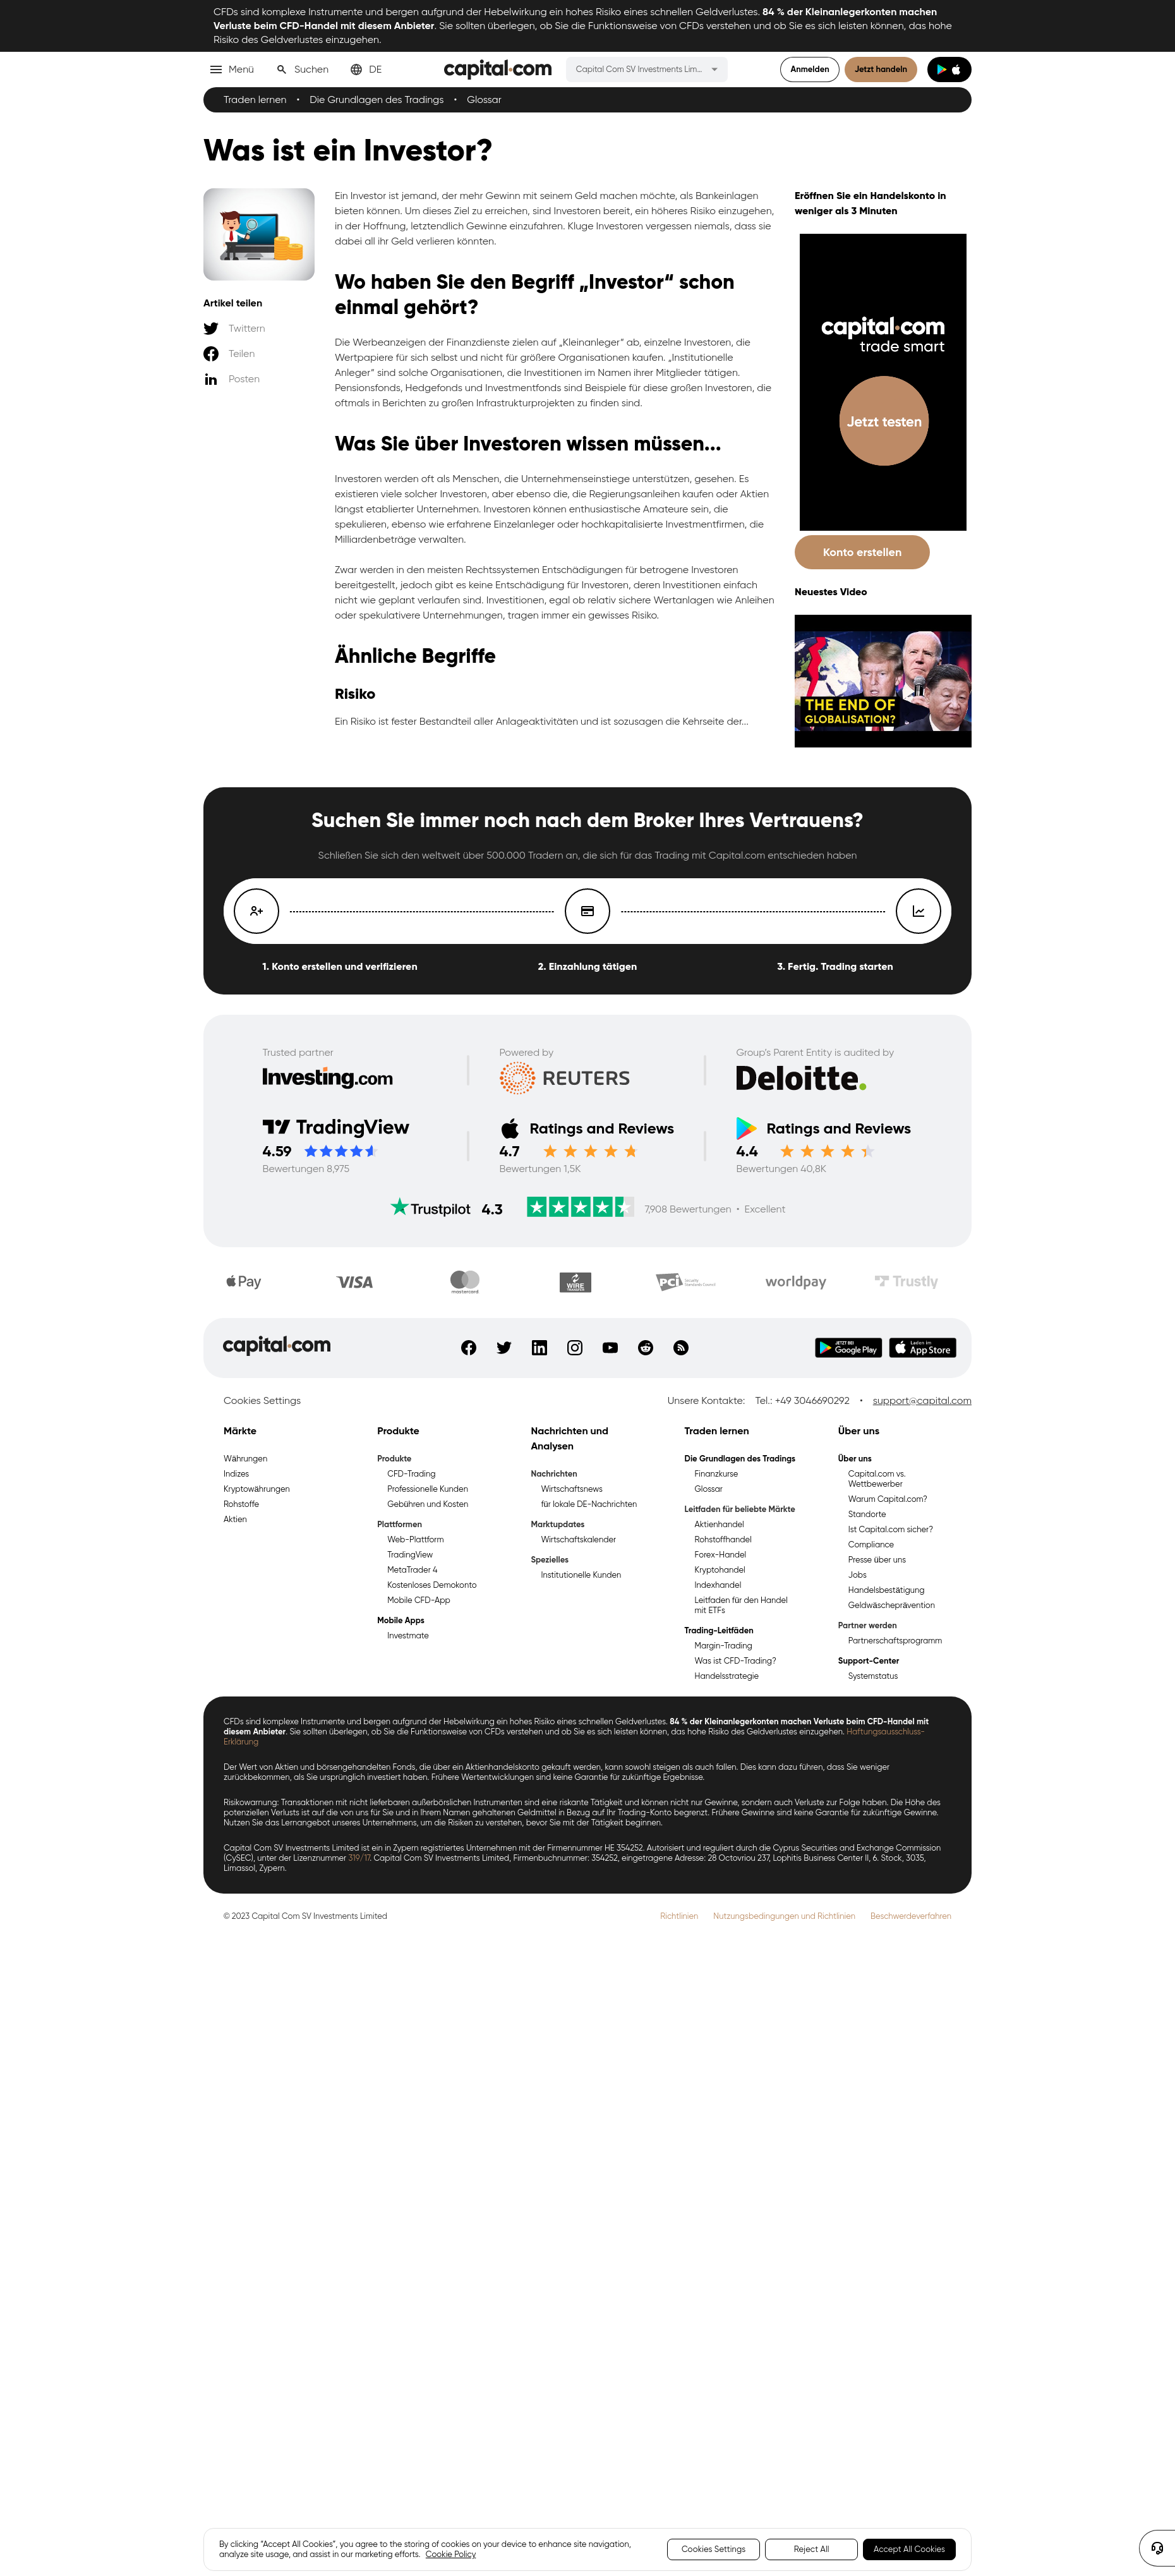 CFDs sind komplexe Instrumente und bergen aufgrund der Hebelwirkung ein hohes Risiko eines schnellen Geldverlustes. 84 % der Kleinanlegerkonten machen
Verluste beim CFD-Handel mit diesem Anbieter. Sie sollten überlegen, ob Sie die Funktionsweise von CFDs verstehen und ob Sie es sich leisten können, das hohe
Risiko des Geldverlustes einzugehen.
Menü
Suchen
DE
capital.com
Capital Com SV Investments Lim...
Anmelden
Jetzt handeln
Traden lernen • Die Grundlagen des Tradings • Glossar
Was ist ein Investor?
Artikel teilen
Twittern
Teilen
Posten
Ein Investor ist jemand, der mehr Gewinn mit seinem Geld machen möchte, als Bankeinlagen
bieten können. Um dieses Ziel zu erreichen, sind Investoren bereit, ein höheres Risiko einzugehen,
in der Hoffnung, letztendlich Gewinne einzufahren. Kluge Investoren vergessen niemals, dass sie
dabei all ihr Geld verlieren könnten.
Wo haben Sie den Begriff „Investor“ schon
einmal gehört?
Die Werbeanzeigen der Finanzdienste zielen auf „Kleinanleger“ ab, einzelne Investoren, die
Wertpapiere für sich selbst und nicht für größere Organisationen kaufen. „Institutionelle
Anleger“ sind solche Organisationen, die Investitionen im Namen ihrer Mitglieder tätigen.
Pensionsfonds, Hedgefonds und Investmentfonds sind Beispiele für diese großen Investoren, die
oftmals in Berichten zu großen Infrastrukturprojekten zu finden sind.
Was Sie über Investoren wissen müssen...
Investoren werden oft als Menschen, die Unternehmenseinstiege unterstützen, gesehen. Es
existieren viele solcher Investoren, aber ebenso die, die Regierungsanleihen kaufen oder Aktien
längst etablierter Unternehmen. Investoren können enthusiastische Amateure sein, die
spekulieren, ebenso wie erfahrene Einzelanleger oder hochkapitalisierte Investmentfirmen, die
Milliardenbeträge verwalten.
Zwar werden in den meisten Rechtssystemen Entschädigungen für betrogene Investoren
bereitgestellt, jedoch gibt es keine Entschädigung für Investoren, deren Investitionen einfach
nicht wie geplant verlaufen sind. Investitionen, egal ob relativ sichere Wertanlagen wie Anleihen
oder spekulativere Unternehmungen, tragen immer ein gewisses Risiko.
Ähnliche Begriffe
Risiko
Ein Risiko ist fester Bestandteil aller Anlageaktivitäten und ist sozusagen die Kehrseite der...
Eröffnen Sie ein Handelskonto in
weniger als 3 Minuten
capital.com
trade smart
Jetzt testen
Konto erstellen
Neuestes Video
THE END OF
GLOBALISATION?
Suchen Sie immer noch nach dem Broker Ihres Vertrauens?
Schließen Sie sich den weltweit über 500.000 Tradern an, die sich für das Trading mit Capital.com entschieden haben
1. Konto erstellen und verifizieren
2. Einzahlung tätigen
3. Fertig. Trading starten
Trusted partner
Investing.com
Powered by
REUTERS
Group's Parent Entity is audited by
Deloitte.
TradingView
4.59
Bewertungen 8,975
Ratings and Reviews
4.7
Bewertungen 1,5K
Ratings and Reviews
4.4
Bewertungen 40,8K
Trustpilot 4.3 7,908 Bewertungen • Excellent
Pay
VISA
mastercard
WIRE
TRANSFER
PCI Security Standards Council
worldpay
Trustly
capital.com
JETZT BEI
Google Play
Laden im
App Store
Cookies Settings
Unsere Kontakte: Tel.: +49 3046690292 • support@capital.com
Märkte
Währungen
Indizes
Kryptowährungen
Rohstoffe
Aktien
Produkte
Produkte
CFD-Trading
Professionelle Kunden
Gebühren und Kosten
Plattformen
Web-Plattform
TradingView
MetaTrader 4
Kostenloses Demokonto
Mobile CFD-App
Mobile Apps
Investmate
Nachrichten und
Analysen
Nachrichten
Wirtschaftsnews
für lokale DE-Nachrichten
Marktupdates
Wirtschaftskalender
Spezielles
Institutionelle Kunden
Traden lernen
Die Grundlagen des Tradings
Finanzkurse
Glossar
Leitfaden für beliebte Märkte
Aktienhandel
Rohstoffhandel
Forex-Handel
Kryptohandel
Indexhandel
Leitfaden für den Handel
mit ETFs
Trading-Leitfäden
Margin-Trading
Was ist CFD-Trading?
Handelsstrategie
Über uns
Über uns
Capital.com vs.
Wettbewerber
Warum Capital.com?
Standorte
Ist Capital.com sicher?
Compliance
Presse über uns
Jobs
Handelsbestätigung
Geldwäscheprävention
Partner werden
Partnerschaftsprogramm
Support-Center
Systemstatus
CFDs sind komplexe Instrumente und bergen aufgrund der Hebelwirkung ein hohes Risiko eines schnellen Geldverlustes. 84 % der Kleinanlegerkonten machen Verluste beim CFD-Handel mit
diesem Anbieter. Sie sollten überlegen, ob Sie die Funktionsweise von CFDs verstehen und ob Sie es sich leisten können, das hohe Risiko des Geldverlustes einzugehen. Haftungsausschluss-
Erklärung
Der Wert von Aktien und börsengehandelten Fonds, die über ein Aktienhandelskonto gekauft werden, kann sowohl steigen als auch fallen. Dies kann dazu führen, dass Sie weniger
zurückbekommen, als Sie ursprünglich investiert haben. Frühere Wertentwicklungen sind keine Garantie für zukünftige Ergebnisse.
Risikowarnung: Transaktionen mit nicht lieferbaren außerbörslichen Instrumenten sind eine riskante Tätigkeit und können nicht nur Gewinne, sondern auch Verluste zur Folge haben. Die Höhe des
potenziellen Verlusts ist auf die von uns für Sie und in Ihrem Namen gehaltenen Geldmittel in Bezug auf Ihr Trading-Konto begrenzt. Frühere Gewinne sind keine Garantie für zukünftige Gewinne.
Nutzen Sie das Lernangebot unseres Unternehmens, um die Risiken zu verstehen, bevor Sie mit der Tätigkeit beginnen.
Capital Com SV Investments Limited ist ein in Zypern registriertes Unternehmen mit der Firmennummer HE 354252. Autorisiert und reguliert durch die Cyprus Securities and Exchange Commission
(CySEC), unter der Lizenznummer 319/17. Capital Com SV Investments Limited, Firmenbuchnummer: 354252, eingetragene Adresse: 28 Octovriou 237, Lophitis Business Center II, 6. Stock, 3035,
Limassol, Zypern.
© 2023 Capital Com SV Investments Limited
Richtlinien
Nutzungsbedingungen und Richtlinien
Beschwerdeverfahren
By clicking “Accept All Cookies”, you agree to the storing of cookies on your device to enhance site navigation,
analyze site usage, and assist in our marketing efforts. Cookie Policy
Cookies Settings
Reject All
Accept All Cookies